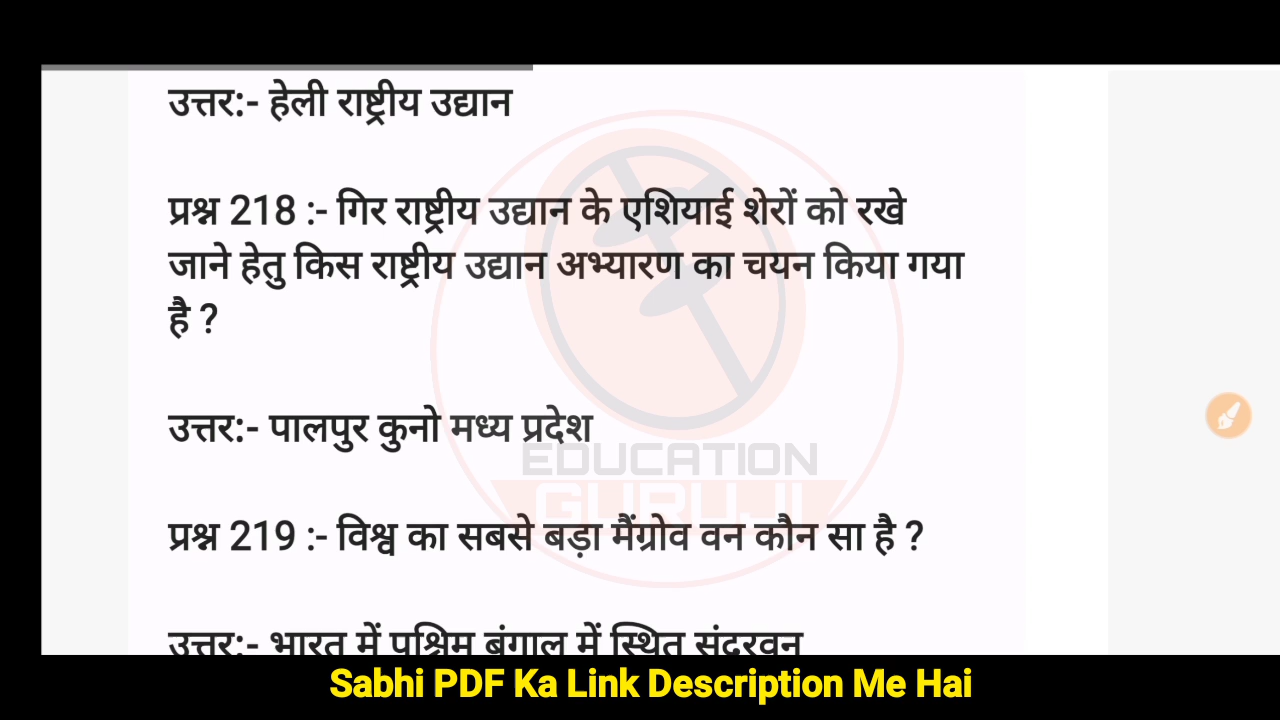 उत्तर:- हेली राष्ट्रीय उद्यान
प्रश्न 218 :- गिर राष्ट्रीय उद्यान के एशियाई शेरों को रखे
जाने हेतु किस राष्ट्रीय उद्यान अभ्यारण का चयन किया गया
है ?
उत्तर:- पालपुर कुनो मध्य प्रदेश
EDUCATION
GURUJI
प्रश्न 219 :- विश्व का सबसे बड़ा मैंग्रोव वन कौन सा है ?
उत्तर:- भारत में पश्चिम बंगाल में स्थित सुंदरवन
Sabhi PDF Ka Link Description Me Hai